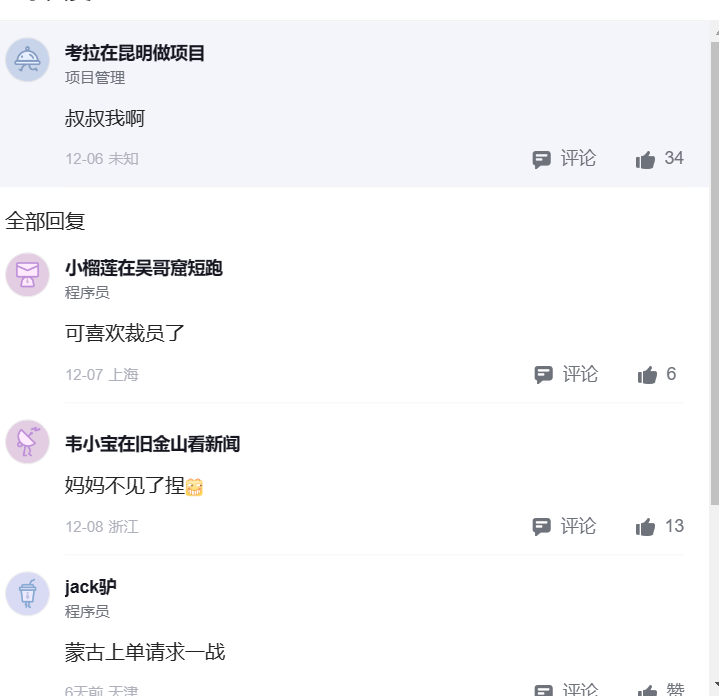 考拉在昆明做项目
项目管理
叔叔我啊
12-06 未知
评论 34
全部回复
小榴莲在吴哥窟短跑
程序员
可喜欢裁员了
12-07 上海
评论 6
韦小宝在旧金山看新闻
妈妈不见了捏
12-08 浙江
评论 13
jack驴
程序员
蒙古上单请求一战
6天前 天津
评论 赞